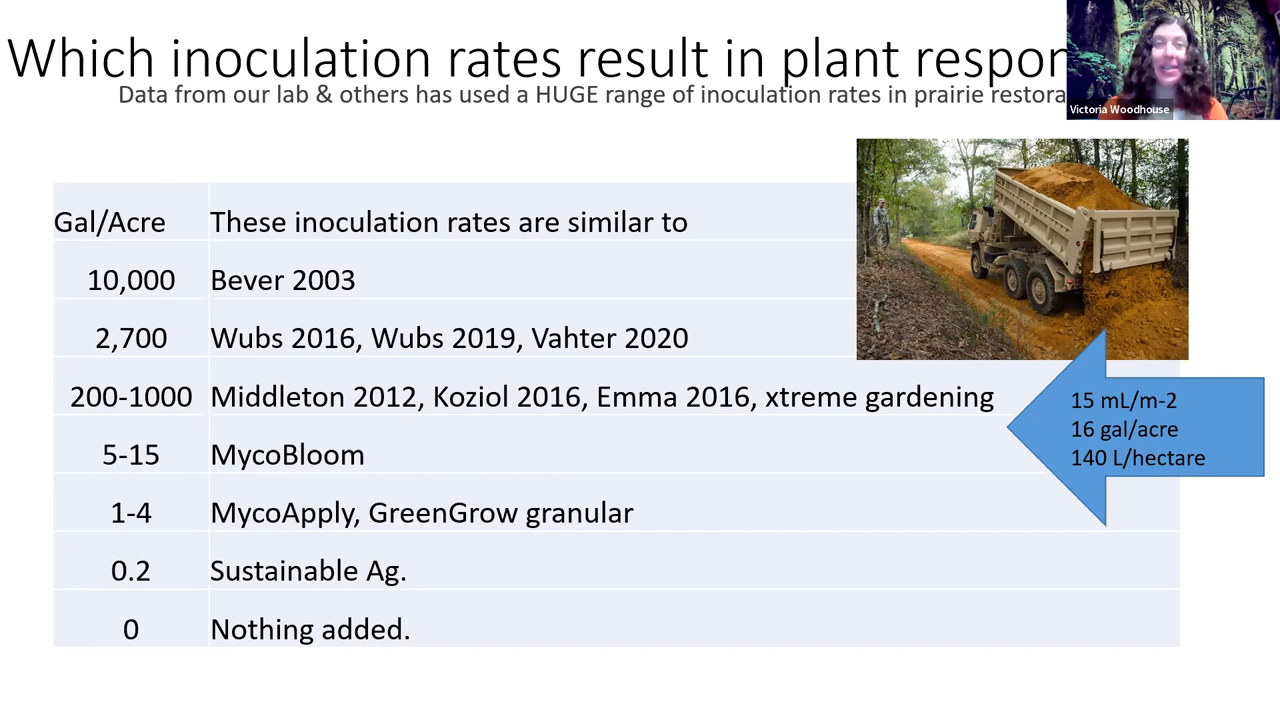 Which inoculation rates result in plant respon
Data from our lab & others has used a HUGE range of inoculation rates in prairie restora
Victoria Woodhouse
Gal/Acre These inoculation rates are similar to
10,000 Bever 2003
2,700 Wubs 2016, Wubs 2019, Vahter 2020
200-1000 Middleton 2012, Koziol 2016, Emma 2016, xtreme gardening
5-15 MycoBloom
1-4 MycoApply, GreenGrow granular
0.2 Sustainable Ag.
0 Nothing added.
15 mL/m-2
16 gal/acre
140 L/hectare